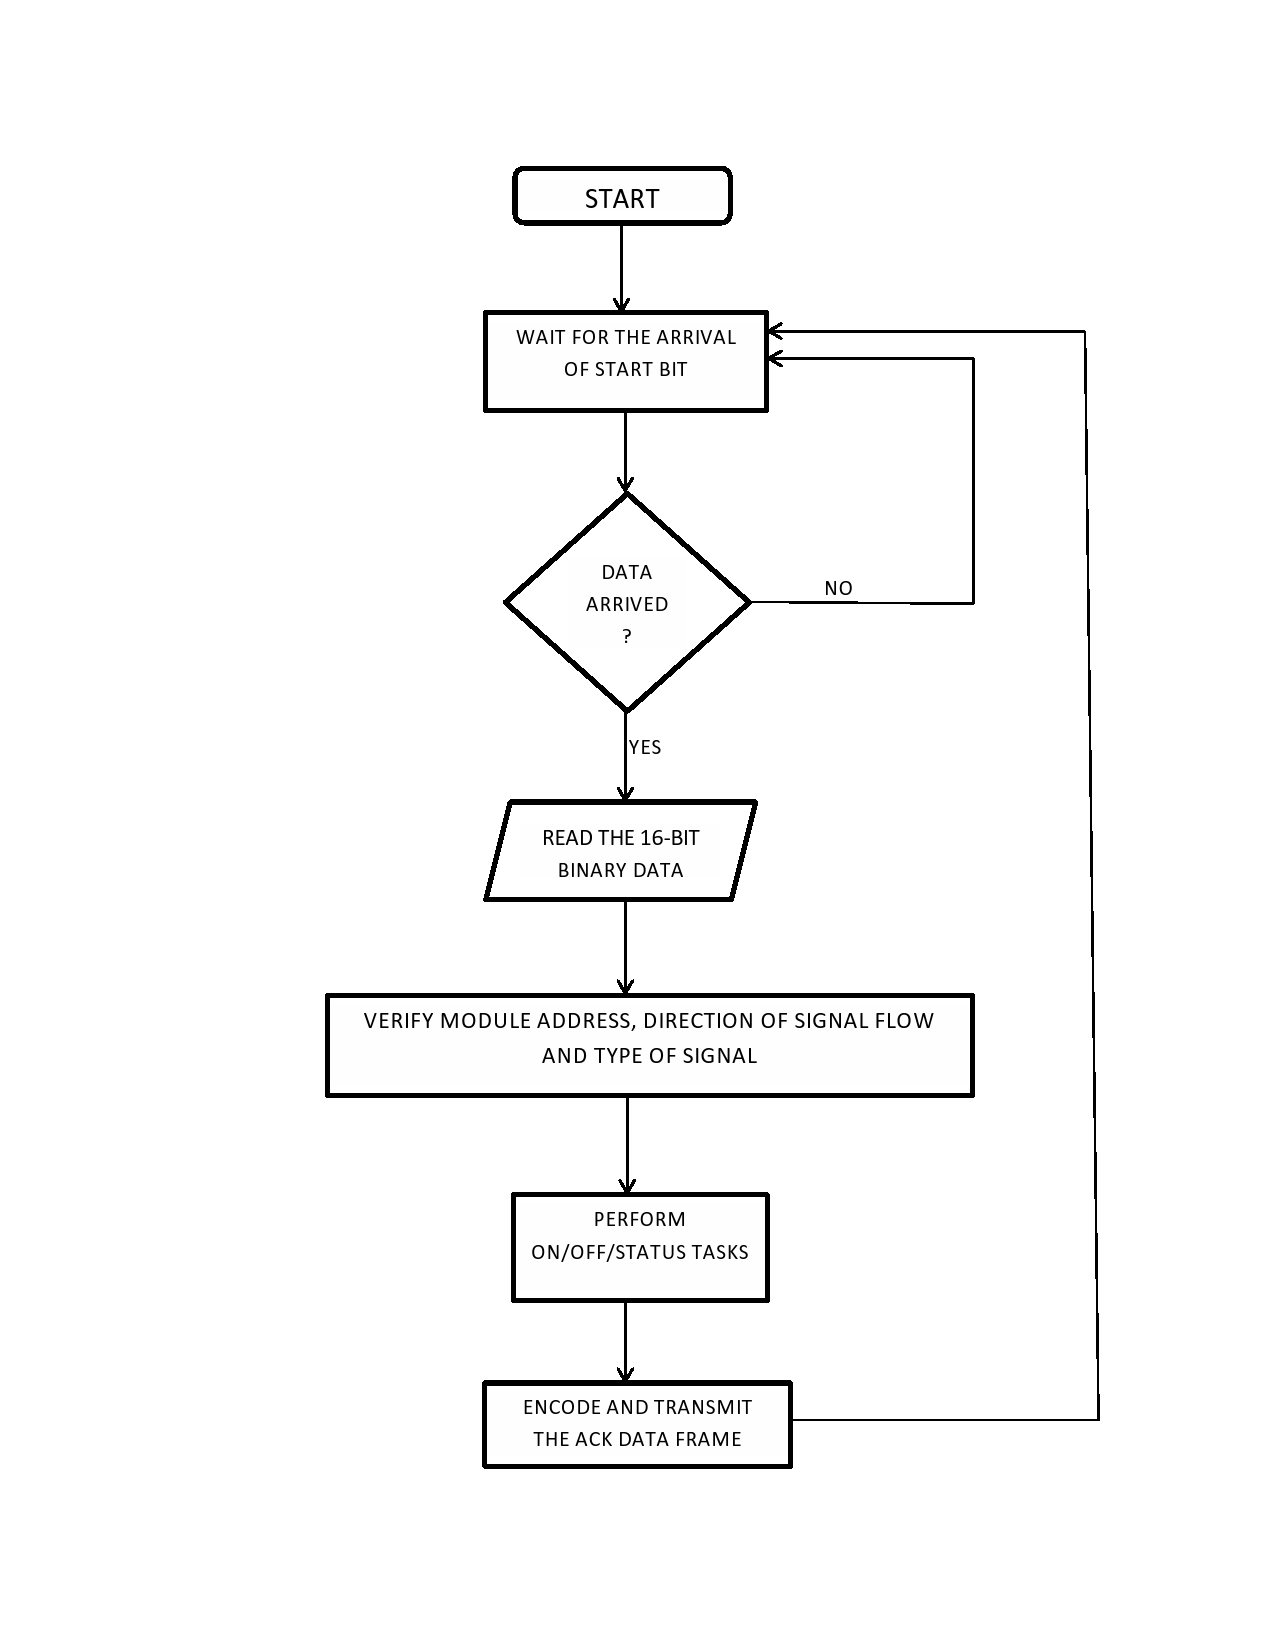 START
WAIT FOR THE ARRIVAL
OF START BIT
DATA
ARRIVED
?
NO
YES
READ THE 16-BIT
BINARY DATA
VERIFY MODULE ADDRESS, DIRECTION OF SIGNAL FLOW
AND TYPE OF SIGNAL
PERFORM
ON/OFF/STATUS TASKS
ENCODE AND TRANSMIT
THE ACK DATA FRAME